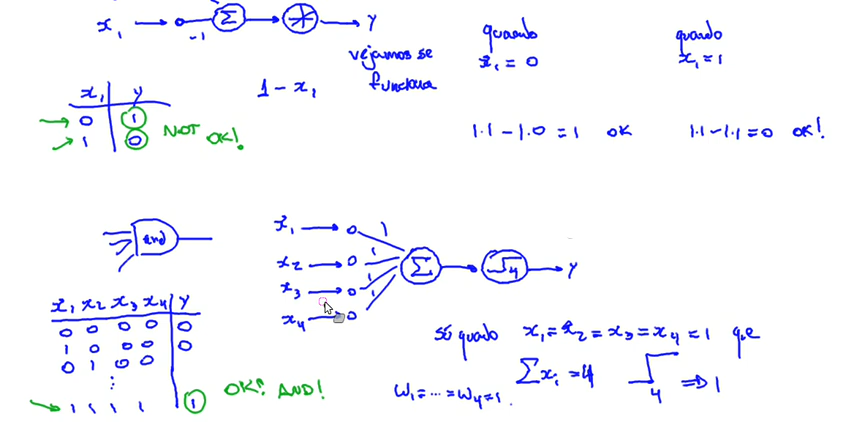 x₁ → -1 Σ → Y
vejamos se funciona
quando x₁ = 0
quando x₁ = 1
1 - x₁
x₁ | y
0 | 1
1 | 0
NOT OK!
1.1 - 1.0 = 1 OK
1.1 - 1.1 = 0 OK!
and
x₁ 1
x₂ 1
x₃ 1
x₄
Σ 4 Y
x₁ x₂ x₃ x₄ | Y
0 0 0 0 | 0
1 0 0 0 | 0
0 1 0 0
⋮
1 1 1 1 | 1
OK! AND!
só quado x₁ = x₂ = x₃ = x₄ = 1 que
Σxᵢ = 4
4 ⇒ 1
w₁ = ... = w₄ = 1.